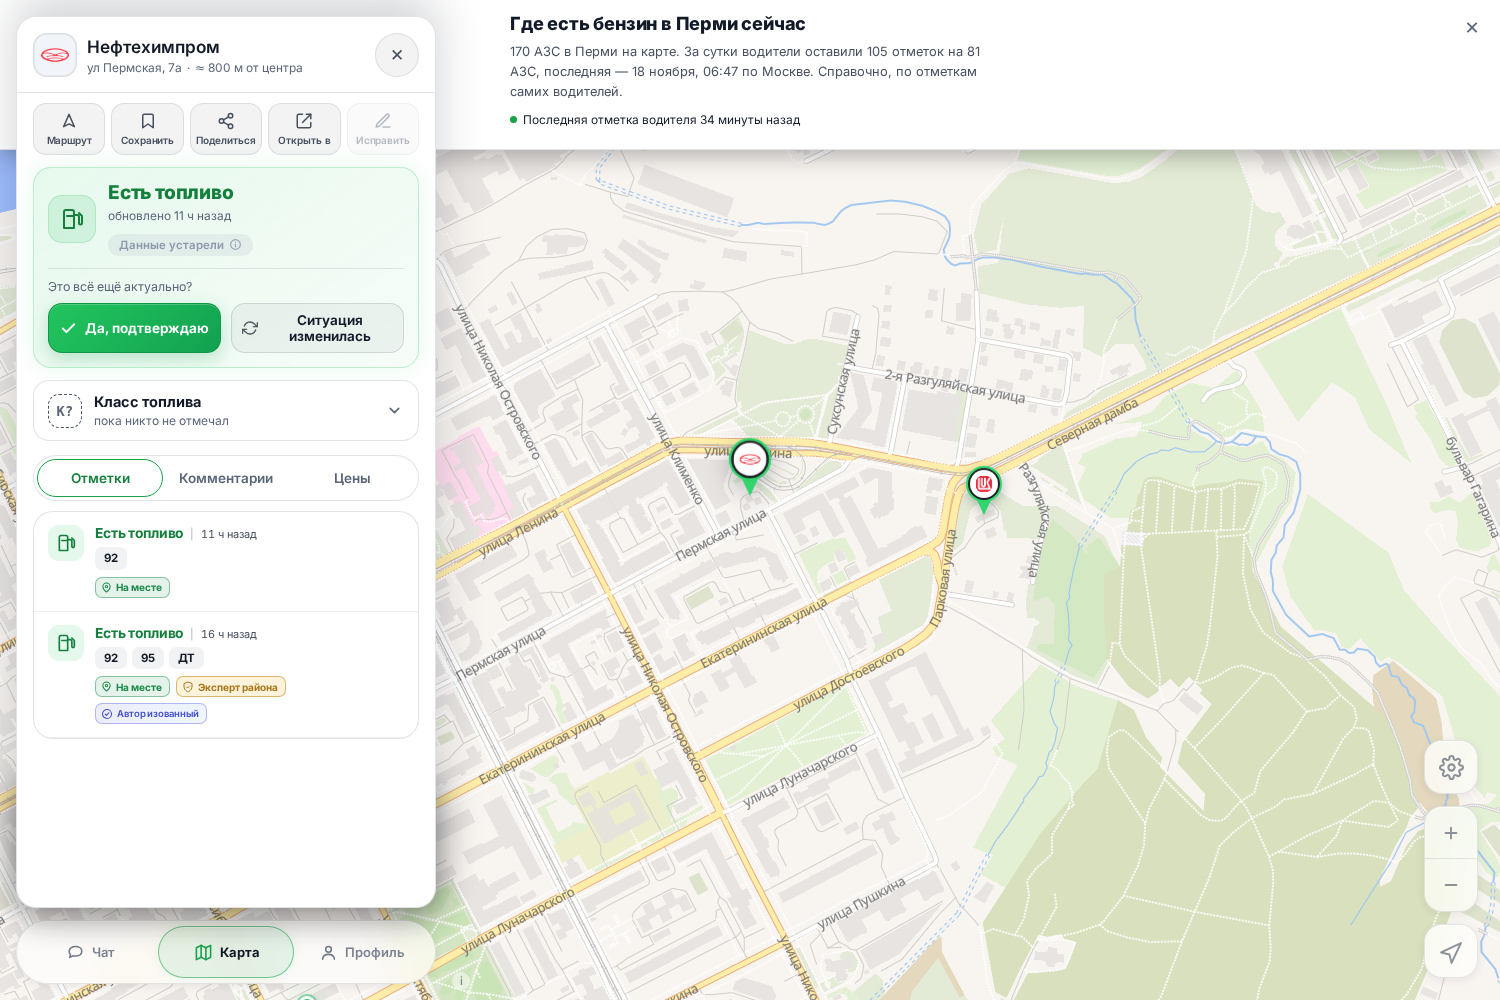 Нефтехимпром
ул Пермская, 7а · ≈ 800 м от центра
Маршрут
Сохранить
Поделиться
Открыть в
Исправить
Есть топливо
обновлено 11 ч назад
Данные устарели
Это всё ещё актуально?
Да, подтверждаю
Ситуация
изменилась
K?
Класс топлива
пока никто не отмечал
Отметки
Комментарии
Цены
Есть топливо | 11 ч назад
92
На месте
Есть топливо | 16 ч назад
92 95 ДТ
На месте
Эксперт района
Авторизованный
Чат
Карта
Профиль
Где есть бензин в Перми сейчас
170 АЗС в Перми на карте. За сутки водители оставили 105 отметок на 81
АЗС, последняя — 18 ноября, 06:47 по Москве. Справочно, по отметкам
самих водителей.
Последняя отметка водителя 34 минуты назад
улица Николая Островского
улица Клименко
Суксунская улица
2-я Разгуляйская улица
Северная дамба
бульвар Гагарина
Разгуляйская улица
Парковая улица
улица Ленина
Пермская улица
Пермская улица
Екатерининская улица
Екатерининская улица
улица Николая Островского
улица Достоевского
улица Луначарского
улица Луначарского
улица Пушкина